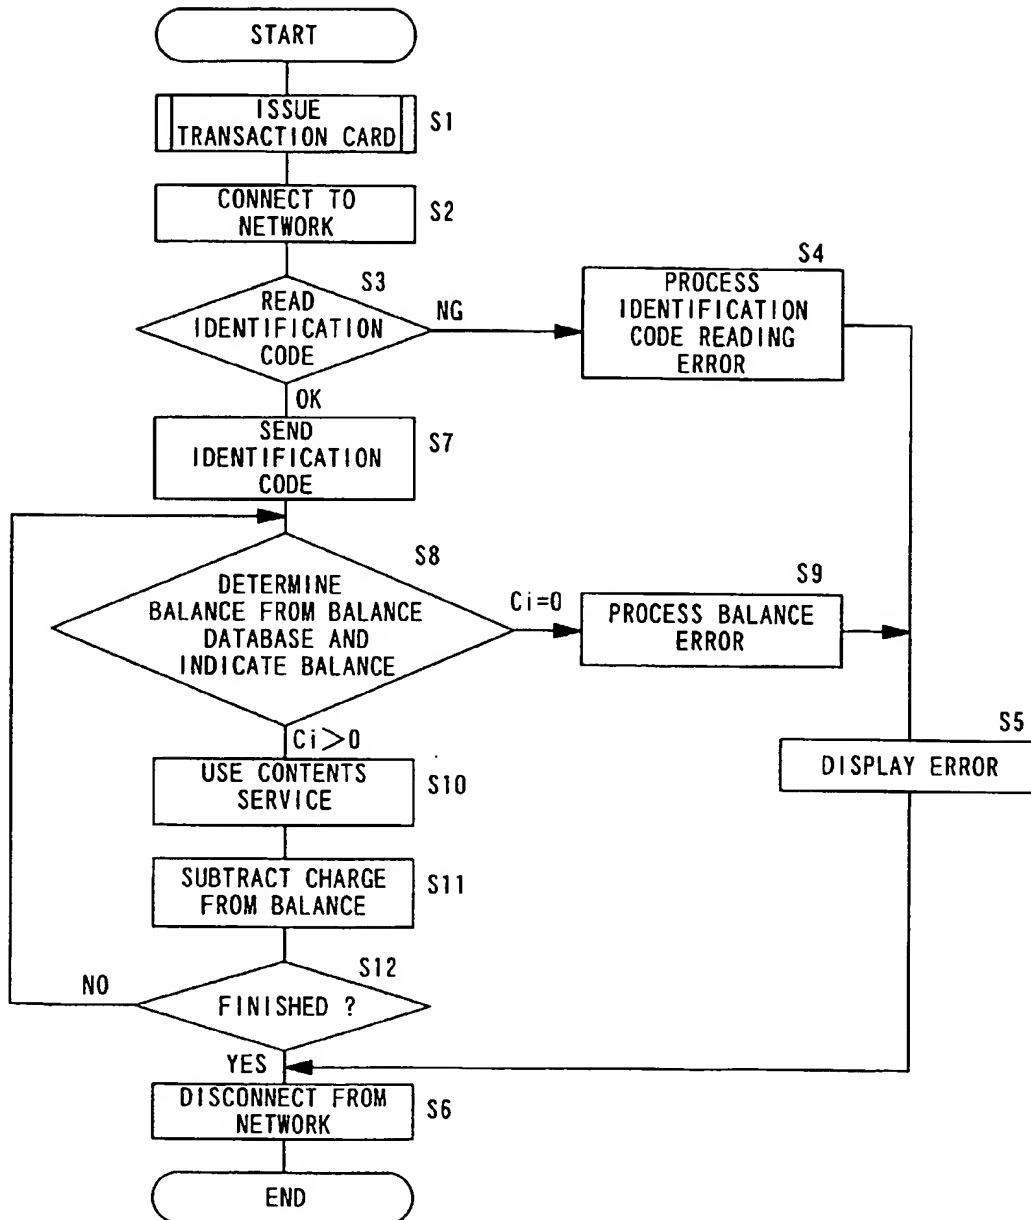 START
ISSUE
TRANSACTION CARD
S1
CONNECT TO
NETWORK
S2
S3
READ
IDENTIFICATION
CODE
NG
S4
PROCESS
IDENTIFICATION
CODE READING
ERROR
OK
SEND
IDENTIFICATION
CODE
S7
S8
DETERMINE
BALANCE FROM BALANCE
DATABASE AND
INDICATE BALANCE
Ci=0
S9
PROCESS BALANCE
ERROR
S5
DISPLAY ERROR
Ci>0
USE CONTENTS
SERVICE
S10
SUBTRACT CHARGE
FROM BALANCE
S11
S12
NO
FINISHED ?
YES
DISCONNECT FROM
NETWORK
S6
END